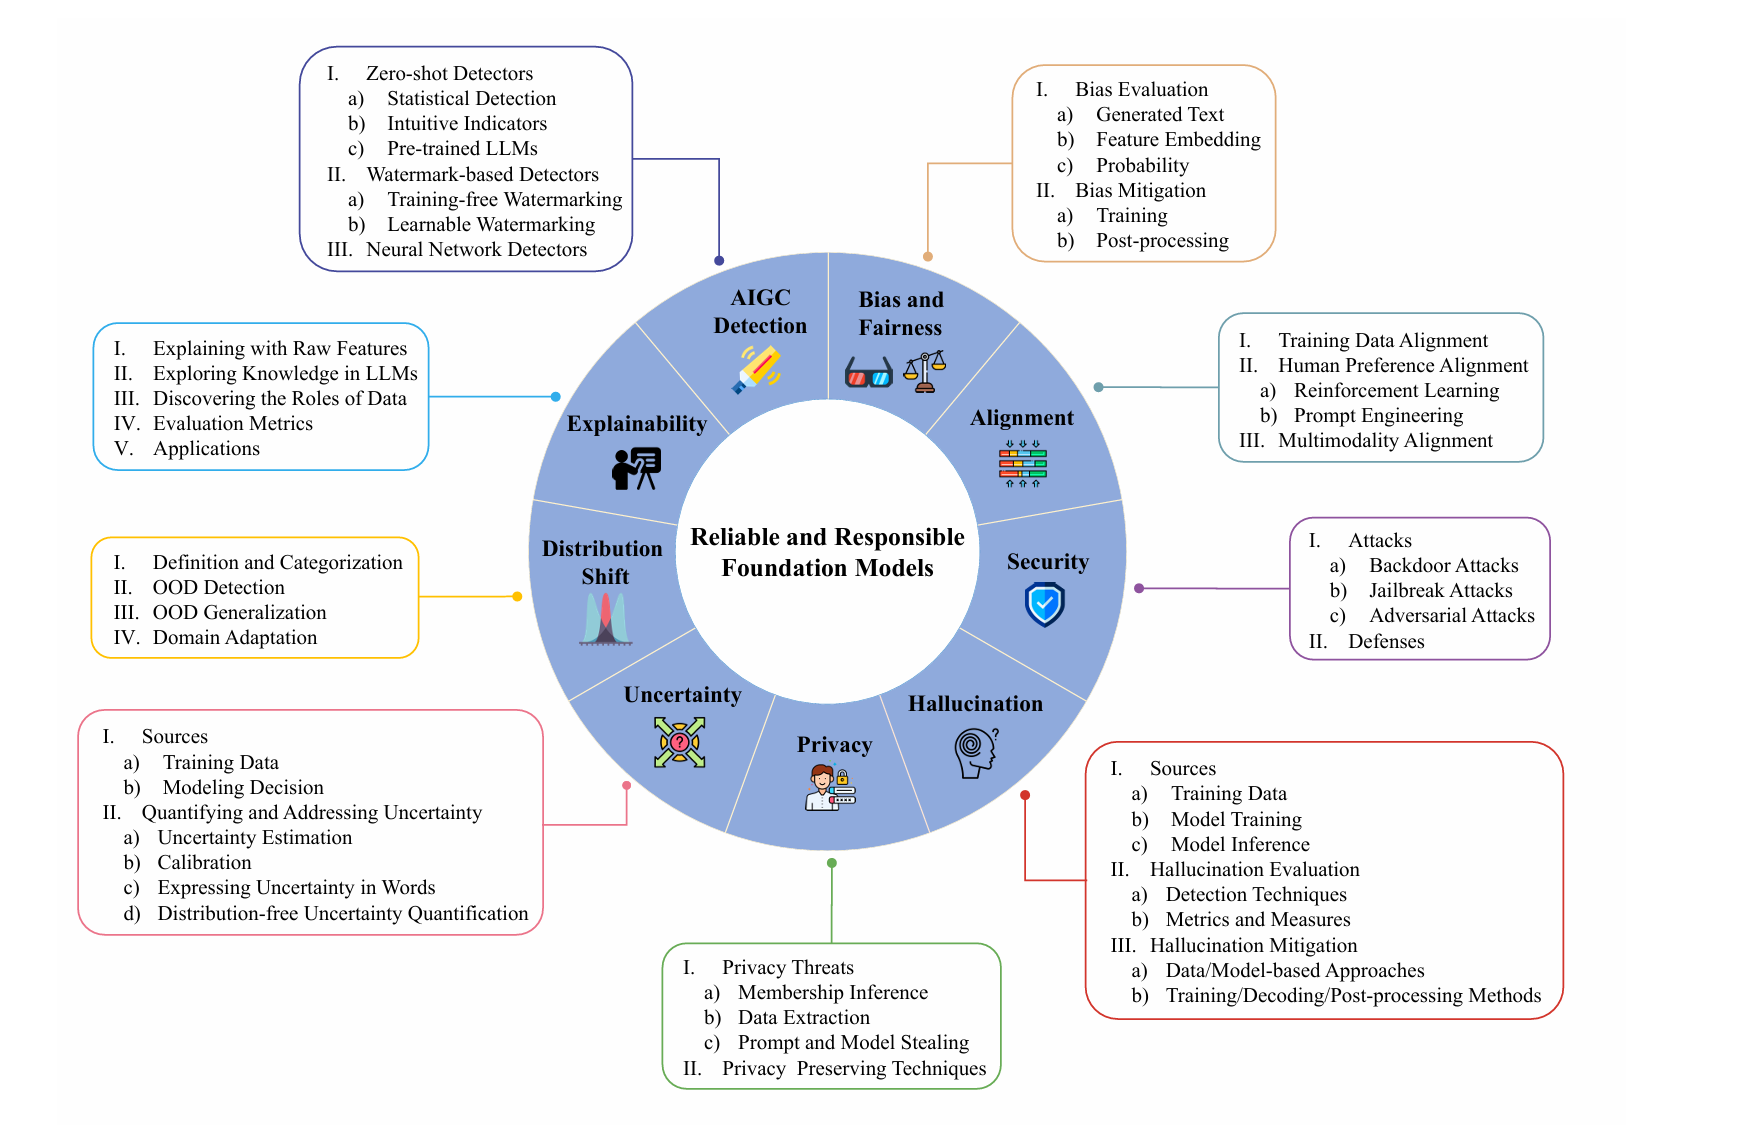 I. Zero-shot Detectors
a) Statistical Detection
b) Intuitive Indicators
c) Pre-trained LLMs
II. Watermark-based Detectors
a) Training-free Watermarking
b) Learnable Watermarking
III. Neural Network Detectors
I. Bias Evaluation
a) Generated Text
b) Feature Embedding
c) Probability
II. Bias Mitigation
a) Training
b) Post-processing
I. Explaining with Raw Features
II. Exploring Knowledge in LLMs
III. Discovering the Roles of Data
IV. Evaluation Metrics
V. Applications
I. Training Data Alignment
II. Human Preference Alignment
a) Reinforcement Learning
b) Prompt Engineering
III. Multimodality Alignment
I. Definition and Categorization
II. OOD Detection
III. OOD Generalization
IV. Domain Adaptation
I. Attacks
a) Backdoor Attacks
b) Jailbreak Attacks
c) Adversarial Attacks
II. Defenses
I. Sources
a) Training Data
b) Modeling Decision
II. Quantifying and Addressing Uncertainty
a) Uncertainty Estimation
b) Calibration
c) Expressing Uncertainty in Words
d) Distribution-free Uncertainty Quantification
I. Sources
a) Training Data
b) Model Training
c) Model Inference
II. Hallucination Evaluation
a) Detection Techniques
b) Metrics and Measures
III. Hallucination Mitigation
a) Data/Model-based Approaches
b) Training/Decoding/Post-processing Methods
I. Privacy Threats
a) Membership Inference
b) Data Extraction
c) Prompt and Model Stealing
II. Privacy Preserving Techniques
AIGC
Detection
Bias and
Fairness
Alignment
Security
Hallucination
?
Privacy
Uncertainty
?
Distribution
Shift
Explainability
Reliable and Responsible
Foundation Models